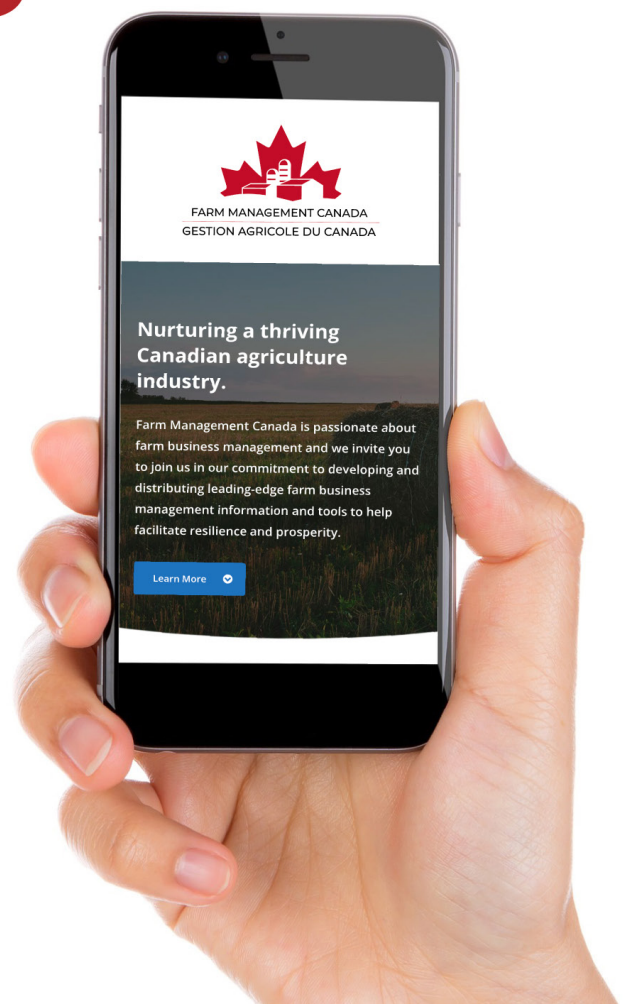 FARM MANAGEMENT CANADA
GESTION AGRICOLE DU CANADA
Nurturing a thriving
Canadian agriculture
industry.
Farm Management Canada is passionate about
farm business management and we invite you
to join us in our commitment to developing and
distributing leading-edge farm business
management information and tools to help
facilitate resilience and prosperity.
Learn More